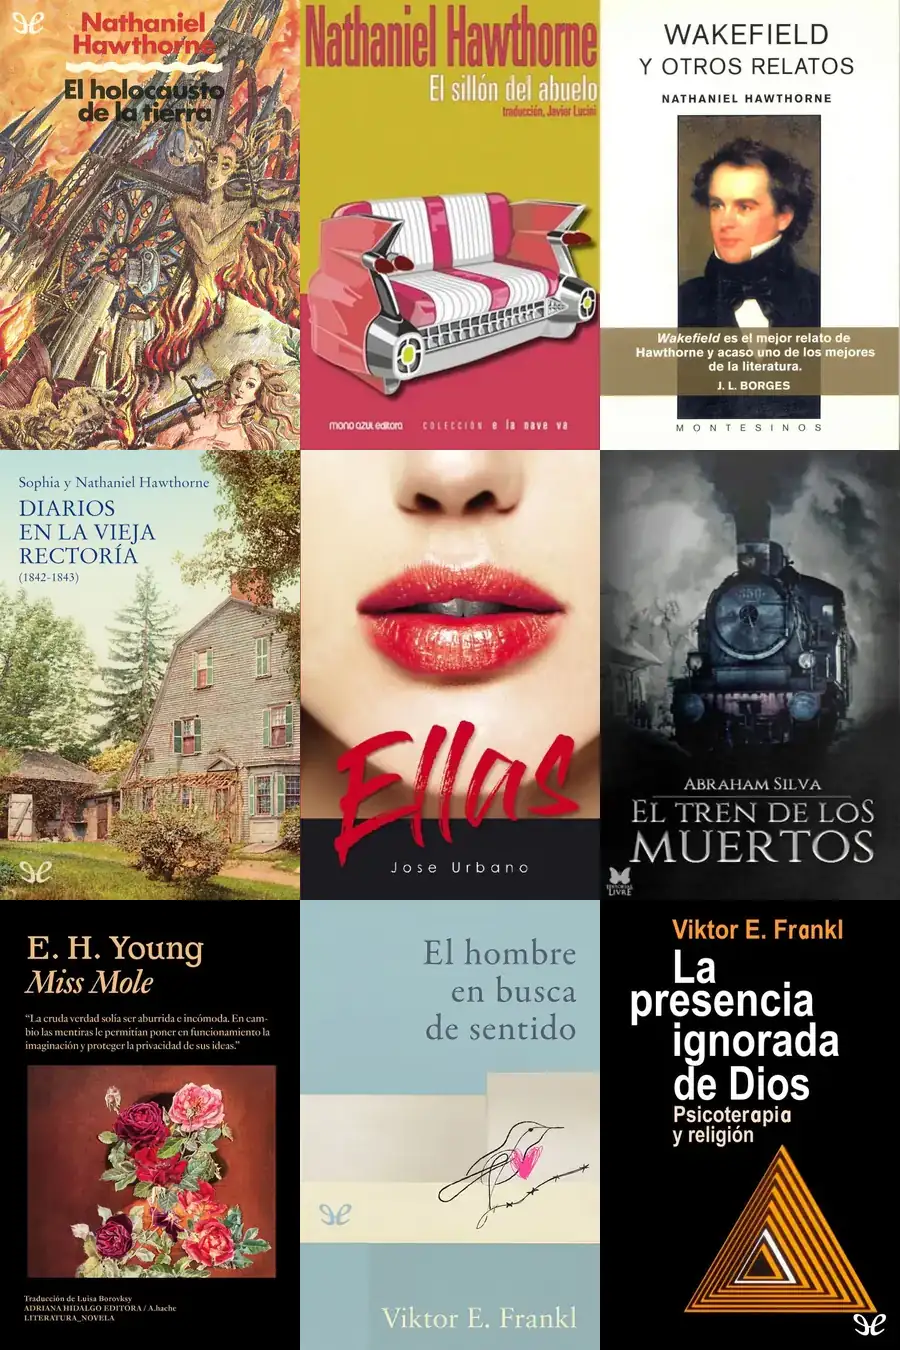 Nathaniel
Hawthorne
El holocausto
de la tierra
Nathaniel Hawthorne
El sillón del abuelo
traducción, Javier Lucini
mono azul editora COLECCIÓN e la nave va
WAKEFIELD
Y OTROS RELATOS
NATHANIEL HAWTHORNE
Wakefield es el mejor relato de
Hawthorne y acaso uno de los mejores
de la literatura.
J. L. BORGES
MONTESINOS
Sophia y Nathaniel Hawthorne
DIARIOS
EN LA VIEJA
RECTORÍA
(1842-1843)
Ellas
Jose Urbano
ABRAHAM SILVA
EL TREN DE LOS
MUERTOS
EDITORIAL
LIVRE
E. H. Young
Miss Mole
“La cruda verdad solía ser aburrida e incómoda. En cam-
bio las mentiras le permitían poner en funcionamiento la
imaginación y proteger la privacidad de sus ideas.”
Traducción de Luisa Borovksy
ADRIANA HIDALGO EDITORA / A.hache
LITERATURA_NOVELA
El hombre
en busca
de sentido
Viktor E. Frankl
Viktor E. Frankl
La
presencia
ignorada
de Dios
Psicoterapia
y religión